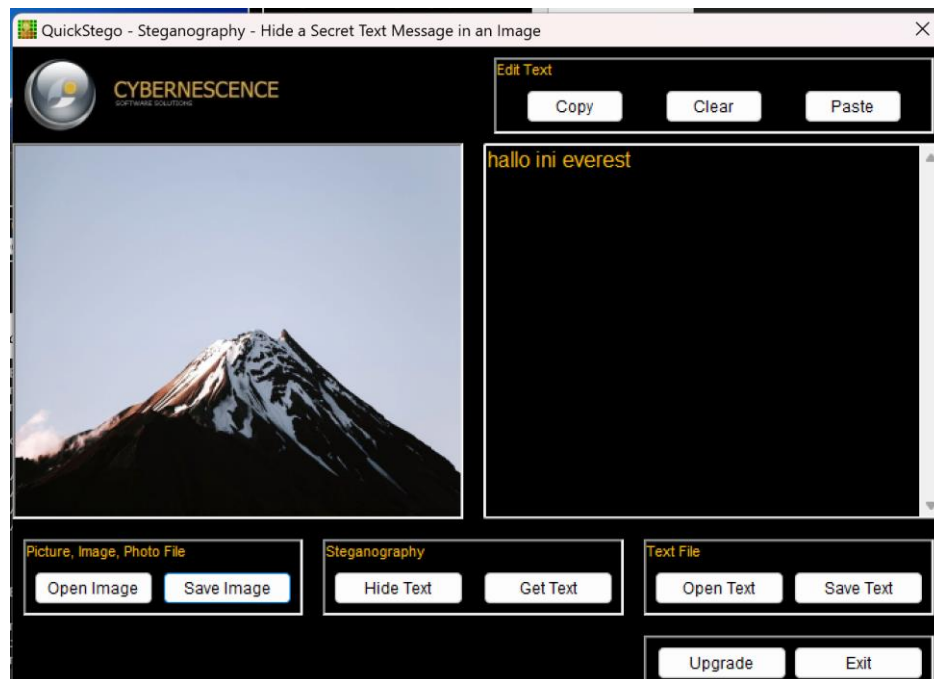 QuickStego - Steganography - Hide a Secret Text Message in an Image
CYBERNESCENCE
SOFTWARE SOLUTIONS
Edit Text
Copy Clear Paste
hallo ini everest
Picture, Image, Photo File
Open Image Save Image
Steganography
Hide Text Get Text
Text File
Open Text Save Text
Upgrade Exit